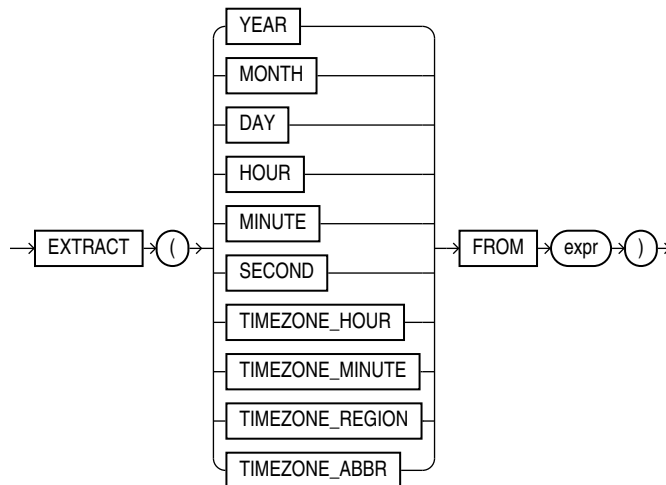 YEAR
MONTH
DAY
HOUR
MINUTE
EXTRACT ( FROM expr )
SECOND
TIMEZONE_HOUR
TIMEZONE_MINUTE
TIMEZONE_REGION
TIMEZONE_ABBR